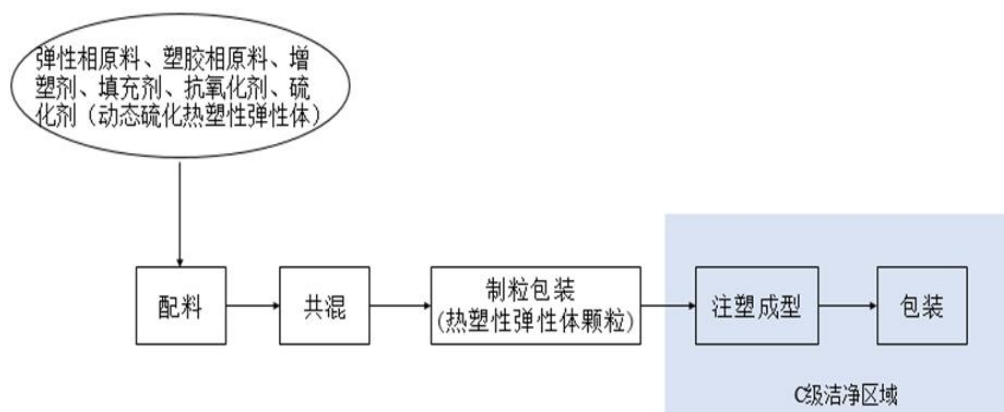 弹性相原料、塑胶相原料、增
塑剂、填充剂、抗氧化剂、硫
化剂（动态硫化热塑性弹性体）
配料
共混
制粒包装
(热塑性弹性体颗粒)
注塑成型
包装
C级洁净区域